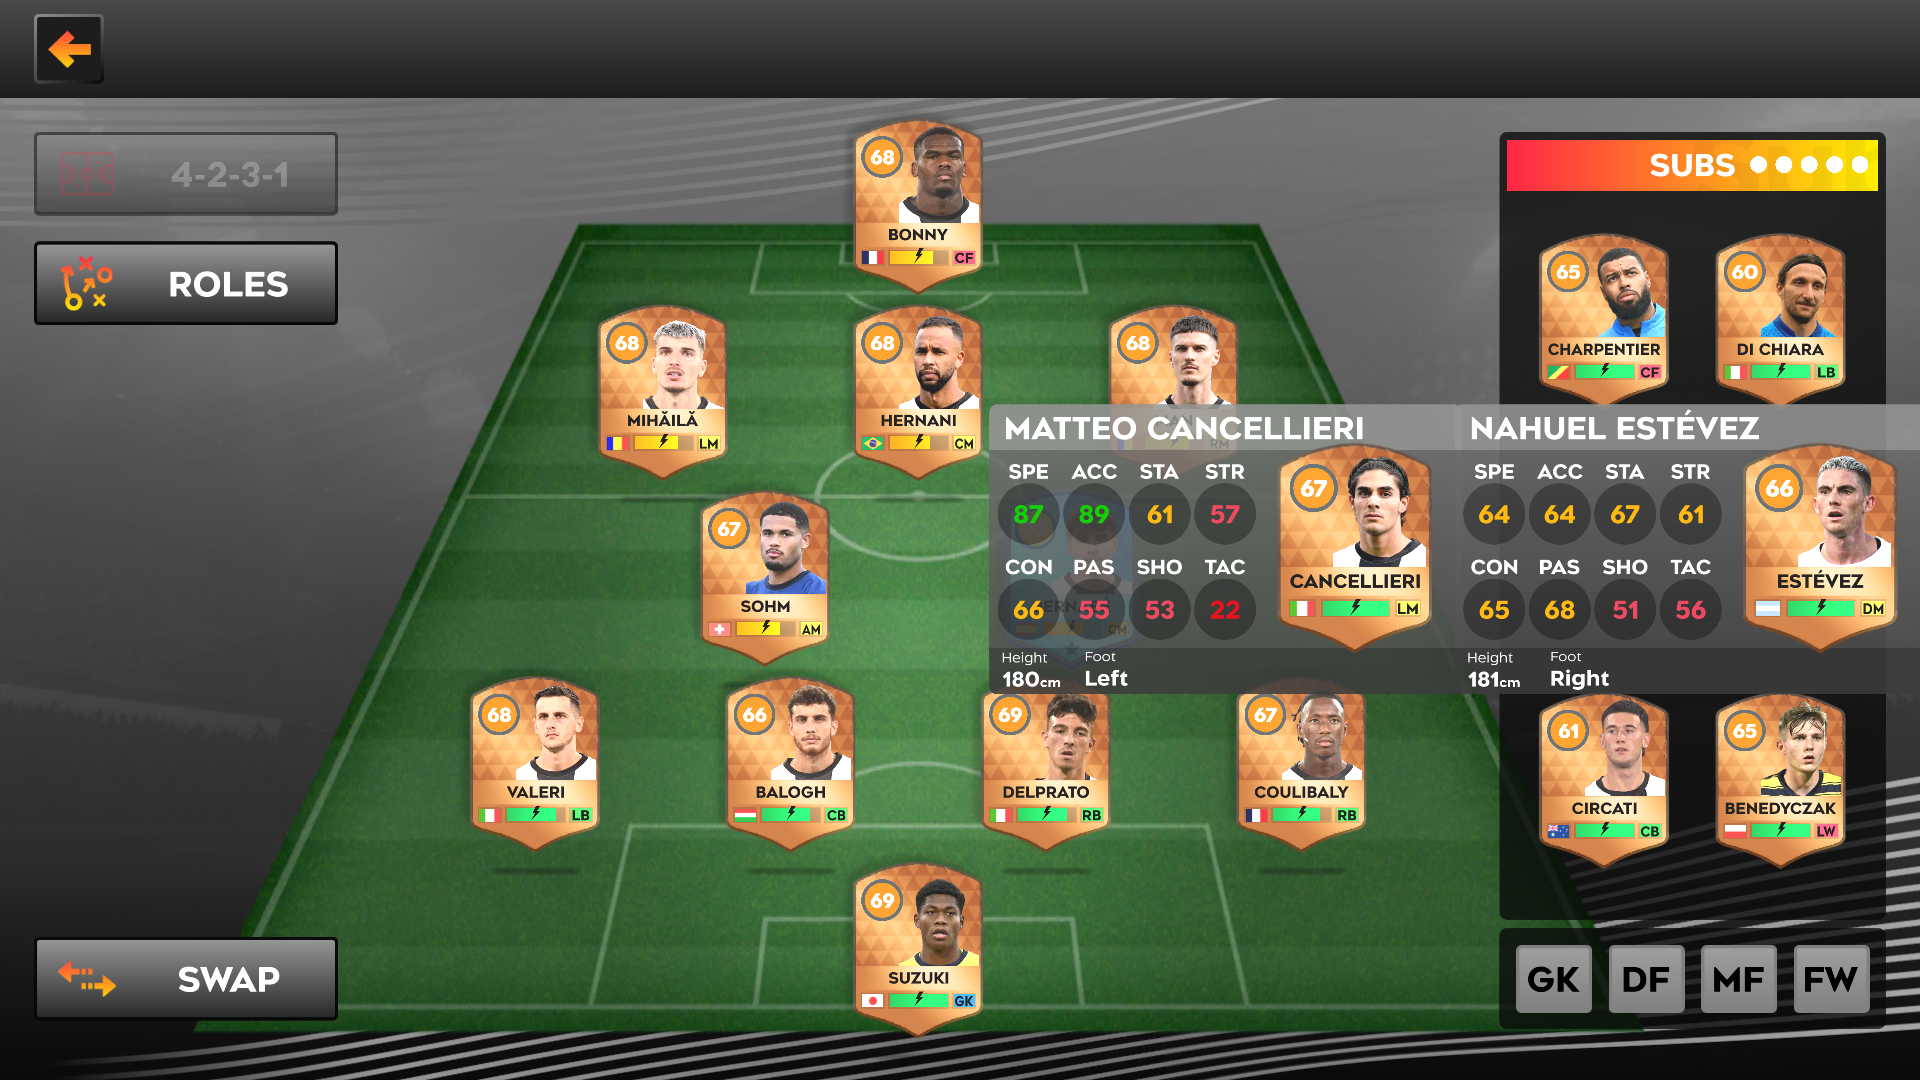 4-2-3-1
ROLES
SWAP
SUBS
68
BONNY
CF
68
MIHĂILĂ
LM
68
HERNANI
CM
68
MAN
RM
67
SOHM
AM
CM
68
VALERI
LB
66
BALOGH
CB
69
DELPRATO
RB
67
COULIBALY
RB
69
SUZUKI
GK
65
CHARPENTIER
CF
60
DI CHIARA
LB
MATTEO CANCELLIERI
SPE ACC STA STR
87 89 61 57
CON PAS SHO TAC
66 55 53 22
Height Foot
180cm Left
67
CANCELLIERI
LM
NAHUEL ESTÉVEZ
SPE ACC STA STR
64 64 67 61
CON PAS SHO TAC
65 68 51 56
Height Foot
181cm Right
66
ESTÉVEZ
DM
61
CIRCATI
CB
65
BENEDYCZAK
LW
GK DF MF FW